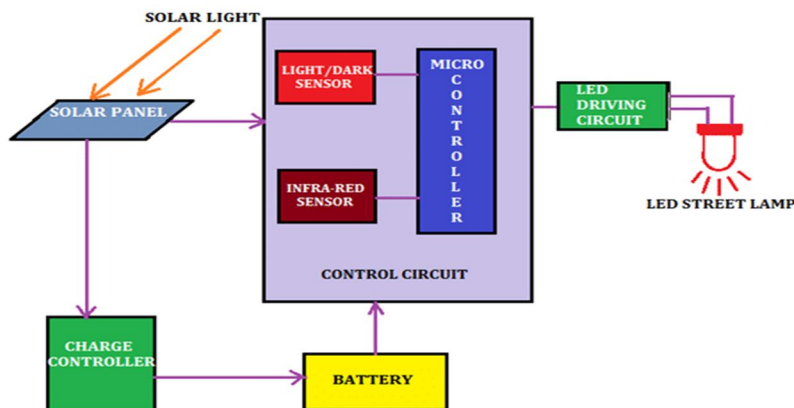 SOLAR LIGHT
SOLAR PANEL
LIGHT/DARK
SENSOR
MICRO
C
O
N
T
R
O
L
L
E
R
INFRA-RED
SENSOR
CONTROL CIRCUIT
LED
DRIVING
CIRCUIT
LED STREET LAMP
CHARGE
CONTROLLER
BATTERY